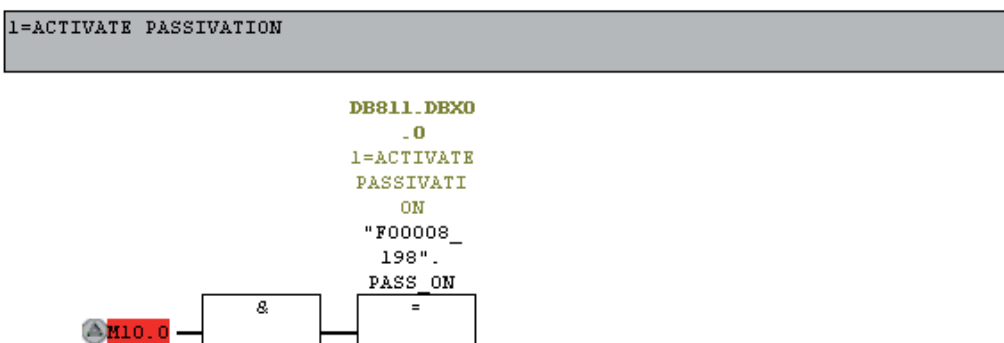 1=ACTIVATE PASSIVATION
DB811.DBX0
.0
1=ACTIVATE
PASSIVATI
ON
"F00008_
198".
PASS_ON
&
=
M10.0